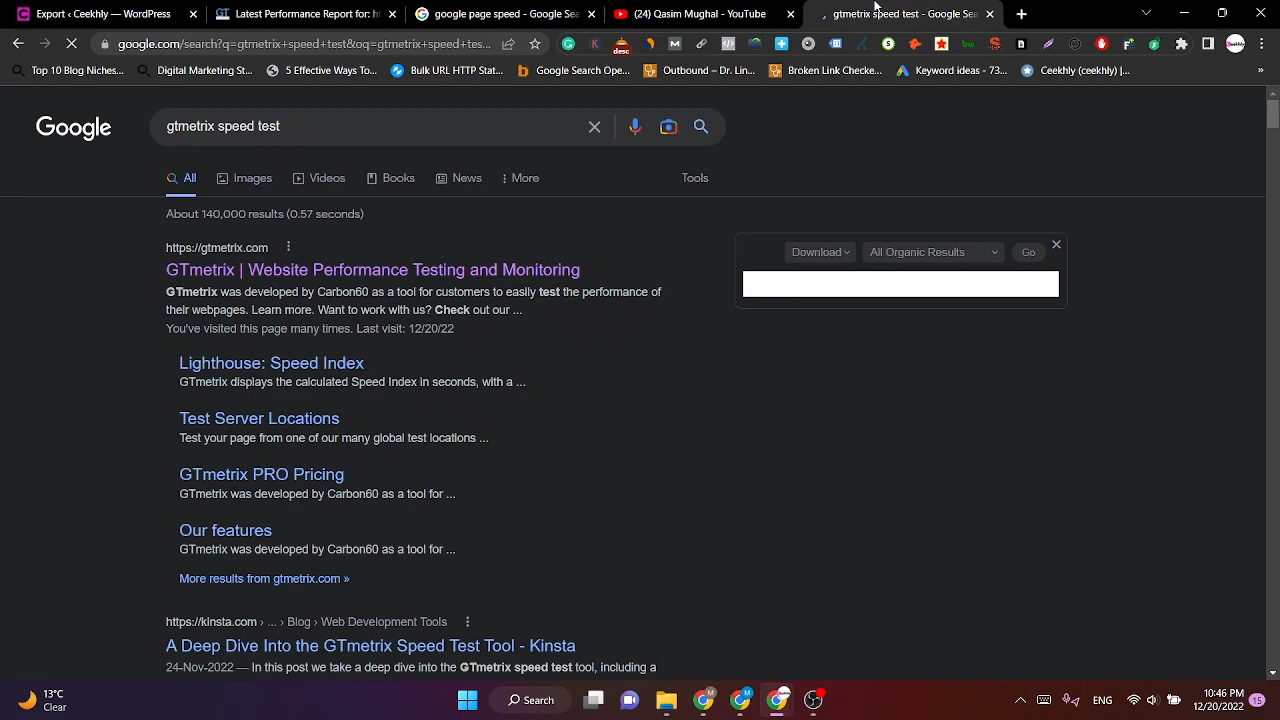 Export ‹ Ceekhly — WordPress
Latest Performance Report for: ht
google page speed - Google Sea
(24) Qasim Mughal - YouTube
gtmetrix speed test - Google Sea
google.com/search?q=gtmetrix+speed+test&q=gtmetrix+speed+tes...
desc
Top 10 Blog Niches...
Digital Marketing St...
5 Effective Ways To...
Bulk URL HTTP Stat...
Google Search Ope...
Outbound – Dr. Lin...
Broken Link Checke...
Keyword ideas - 73...
Ceekhly (ceekhly) |...
»
Google
gtmetrix speed test
All
Images
Videos
Books
News
More
Tools
About 140,000 results (0.57 seconds)
https://gtmetrix.com
GTmetrix | Website Performance Testing and Monitoring
GTmetrix was developed by Carbon60 as a tool for customers to easily test the performance of
their webpages. Learn more. Want to work with us? Check out our ...
You've visited this page many times. Last visit: 12/20/22
Download
All Organic Results
Go
Lighthouse: Speed Index
GTmetrix displays the calculated Speed Index in seconds, with a ...
Test Server Locations
Test your page from one of our many global test locations ...
GTmetrix PRO Pricing
GTmetrix was developed by Carbon60 as a tool for ...
Our features
GTmetrix was developed by Carbon60 as a tool for ...
More results from gtmetrix.com »
https://kinsta.com › ... › Blog › Web Development Tools
A Deep Dive Into the GTmetrix Speed Test Tool - Kinsta
24-Nov-2022 — In this post we take a deep dive into the GTmetrix speed test tool, including a
13°C
Clear
Search
ENG
10:46 PM
12/20/2022
15